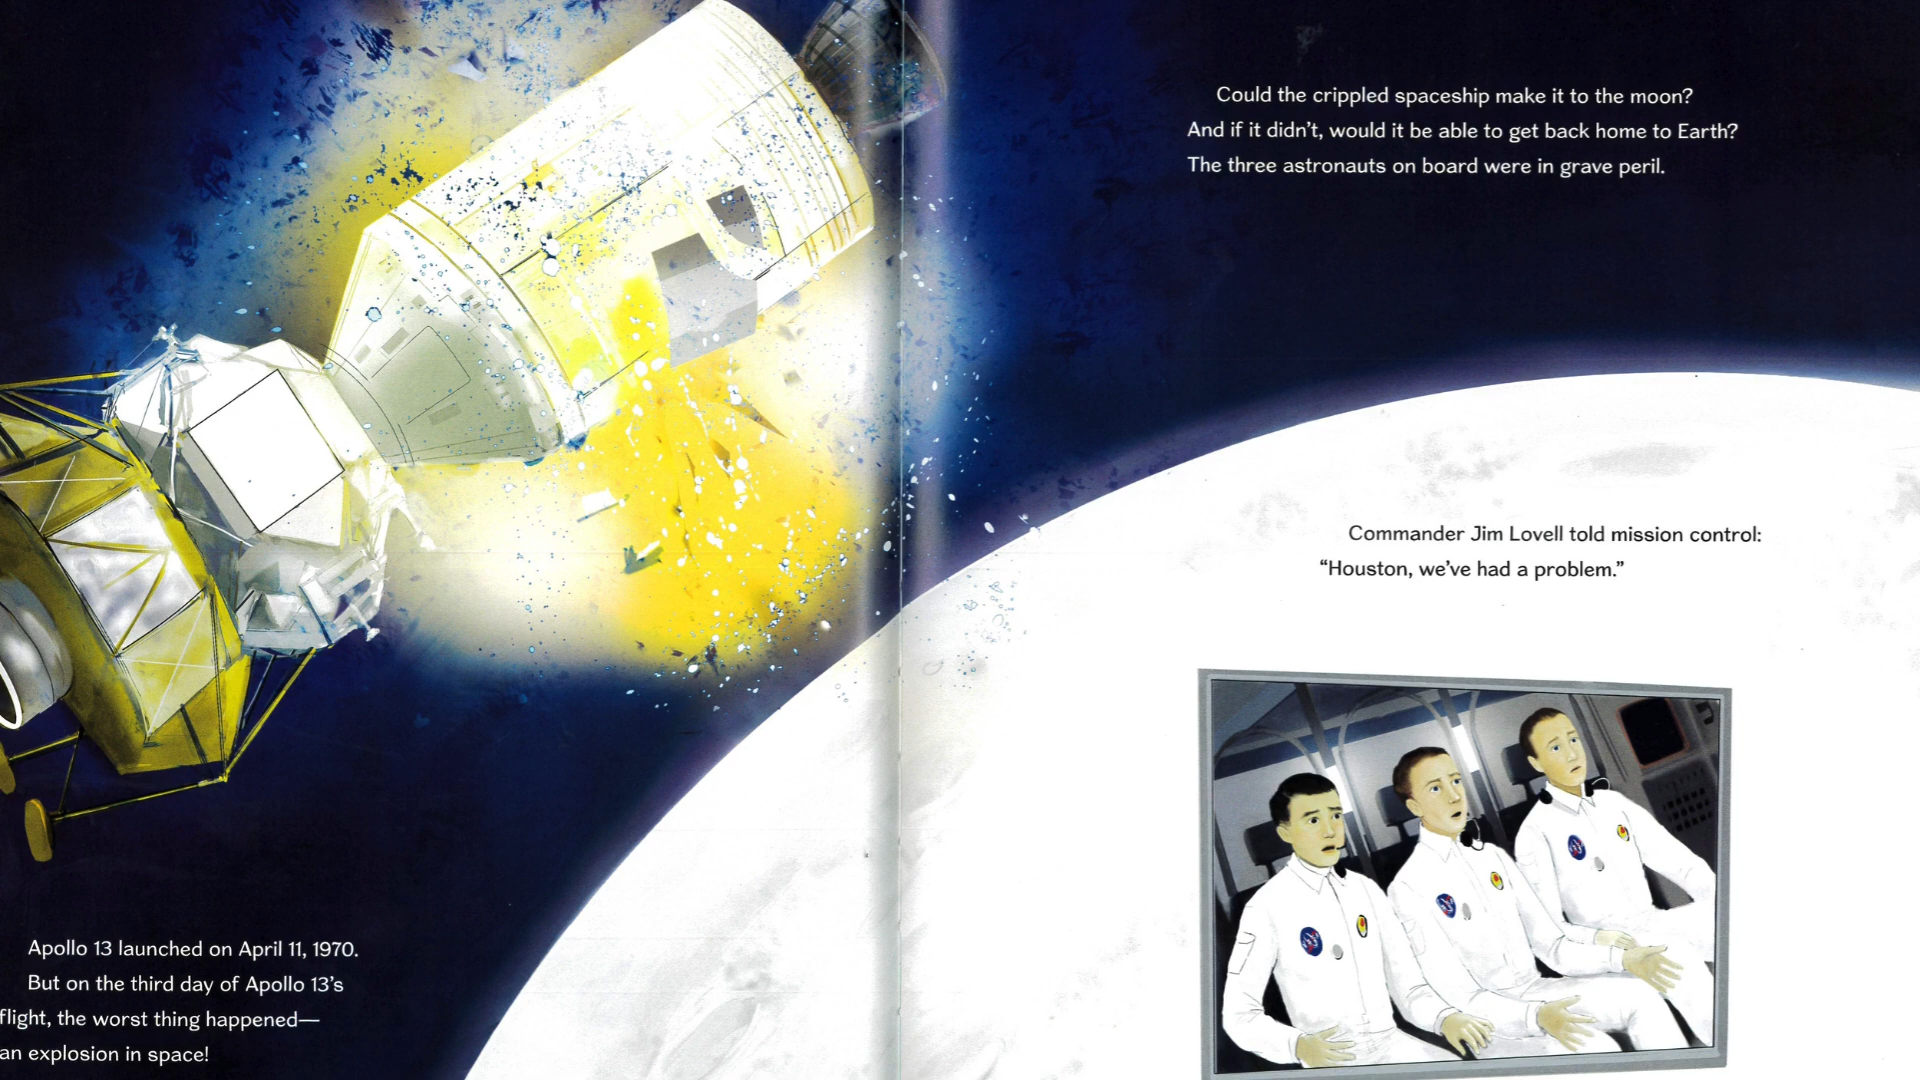 Apollo 13 launched on April 11, 1970.
But on the third day of Apollo 13's
flight, the worst thing happened—
an explosion in space!
Could the crippled spaceship make it to the moon?
And if it didn't, would it be able to get back home to Earth?
The three astronauts on board were in grave peril.
Commander Jim Lovell told mission control:
“Houston, we've had a problem.”